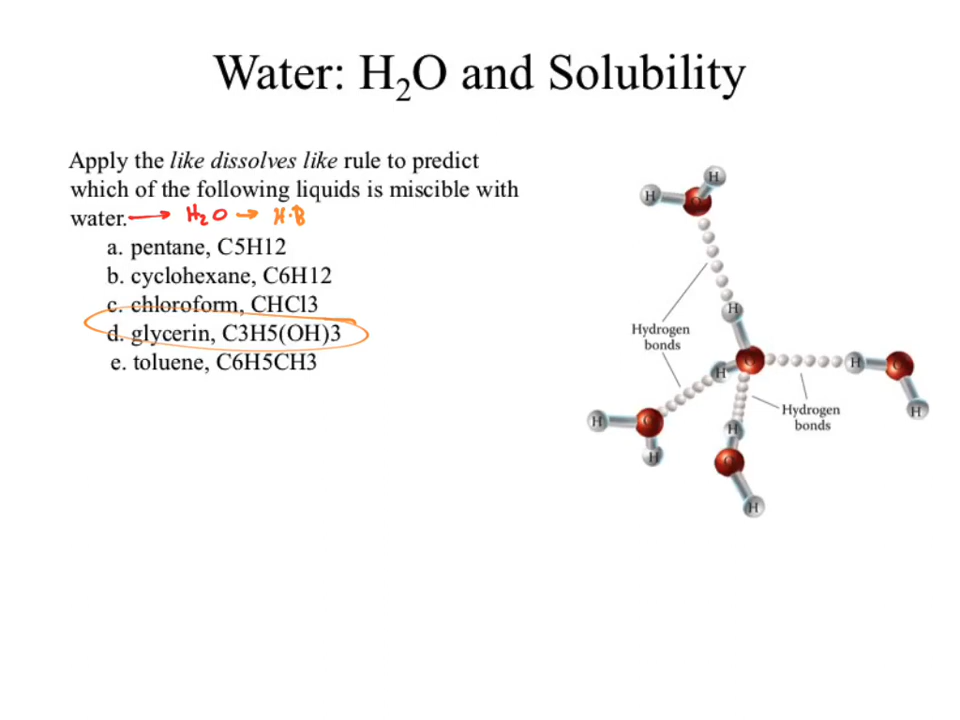 Water: H₂O and Solubility
Apply the like dissolves like rule to predict
which of the following liquids is miscible with
water. → H₂O → H·B
a. pentane, C5H12
b. cyclohexane, C6H12
c. chloroform, CHCl3
d. glycerin, C3H5(OH)3
e. toluene, C6H5CH3
H
H
O
H
Hydrogen
bonds
H
O
H
O
H
Hydrogen
bonds
H
O
H
H
H
O
H